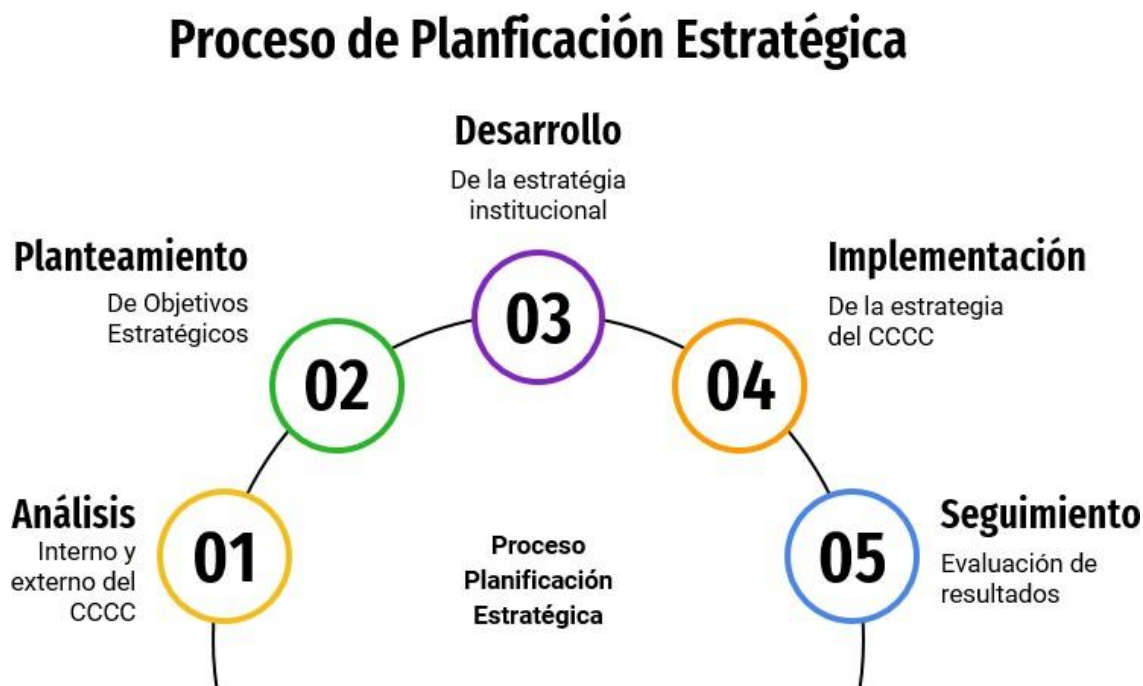 Proceso de Planficación Estratégica
Desarrollo
De la estratégia
institucional
Planteamiento
De Objetivos
Estratégicos
Implementación
De la estrategia
del CCCC
03
02
04
Análisis
Interno y
externo del
CCCC
01
Proceso
Planificación
Estratégica
05
Seguimiento
Evaluación de
resultados